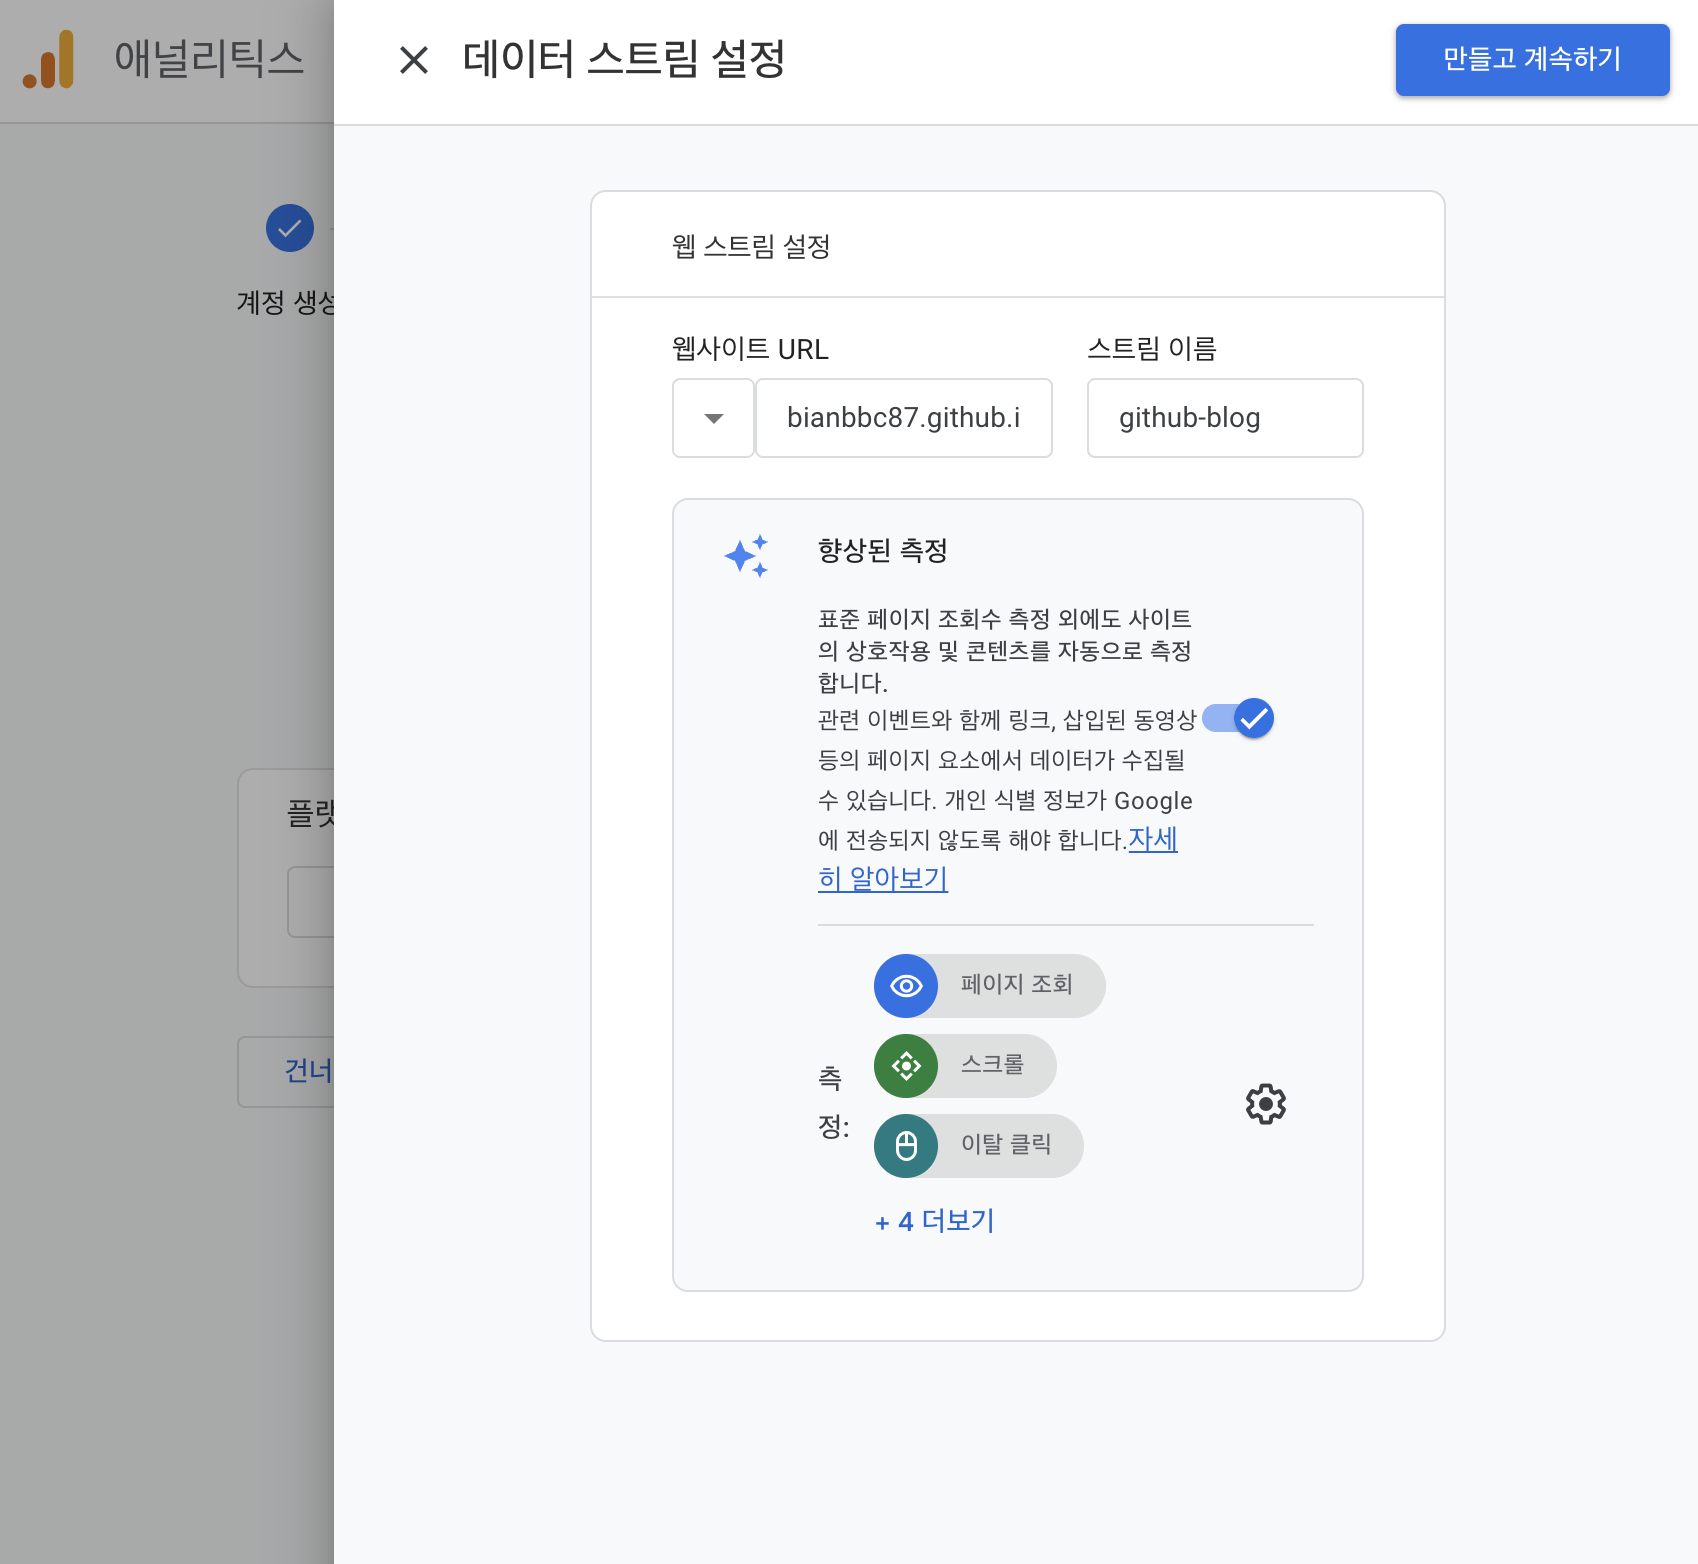 애널리틱스
데이터 스트림 설정
만들고 계속하기
계정 생성
웹 스트림 설정
웹사이트 URL
스트림 이름
bianbbc87.github.i
github-blog
향상된 측정
표준 페이지 조회수 측정 외에도 사이트
의 상호작용 및 콘텐츠를 자동으로 측정
합니다.
관련 이벤트와 함께 링크, 삽입된 동영상
등의 페이지 요소에서 데이터가 수집될
수 있습니다. 개인 식별 정보가 Google
에 전송되지 않도록 해야 합니다.자세
히 알아보기
플랫
건너
측
정:
페이지 조회
스크롤
이탈 클릭
+ 4 더보기